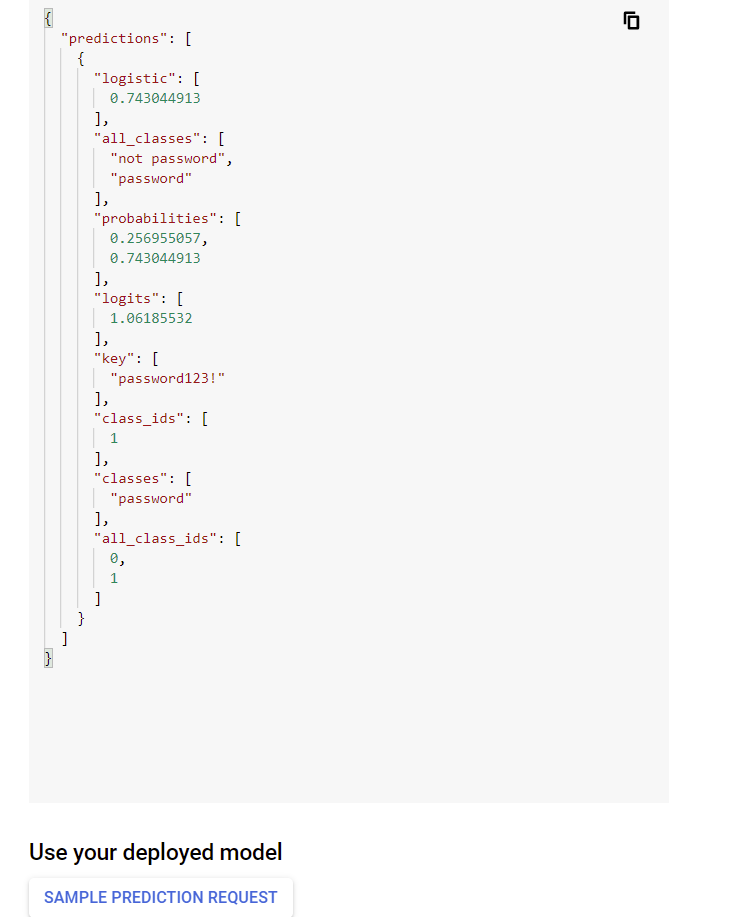 {
"predictions": [
{
"logistic": [
0.743044913
],
"all_classes": [
"not password",
"password"
],
"probabilities": [
0.256955057,
0.743044913
],
"logits": [
1.06185532
],
"key": [
"password123!"
],
"class_ids": [
1
],
"classes": [
"password"
],
"all_class_ids": [
0,
1
]
}
]
}
Use your deployed model
SAMPLE PREDICTION REQUEST